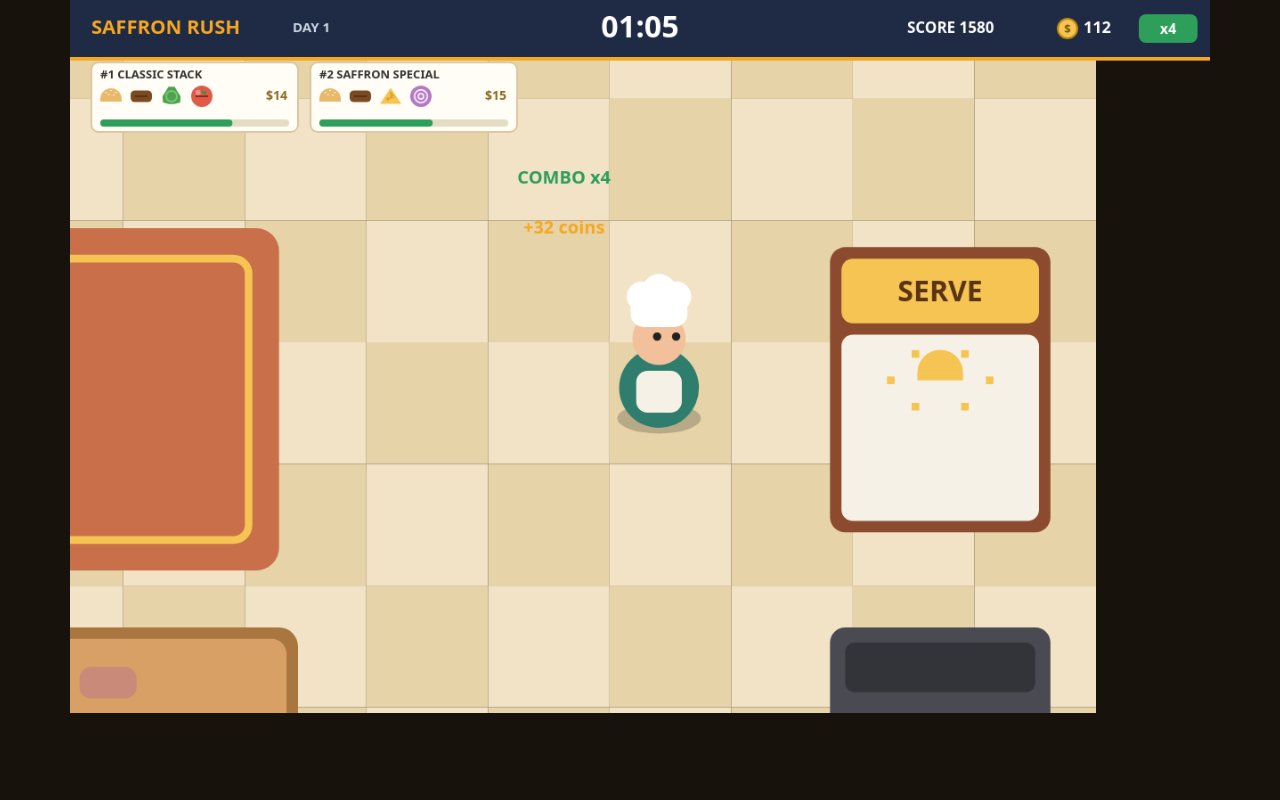 SAFFRON RUSH
DAY 1
01:05
SCORE 1580
$ 112
x4
#1 CLASSIC STACK
$14
#2 SAFFRON SPECIAL
$15
COMBO x4
+32 coins
SERVE